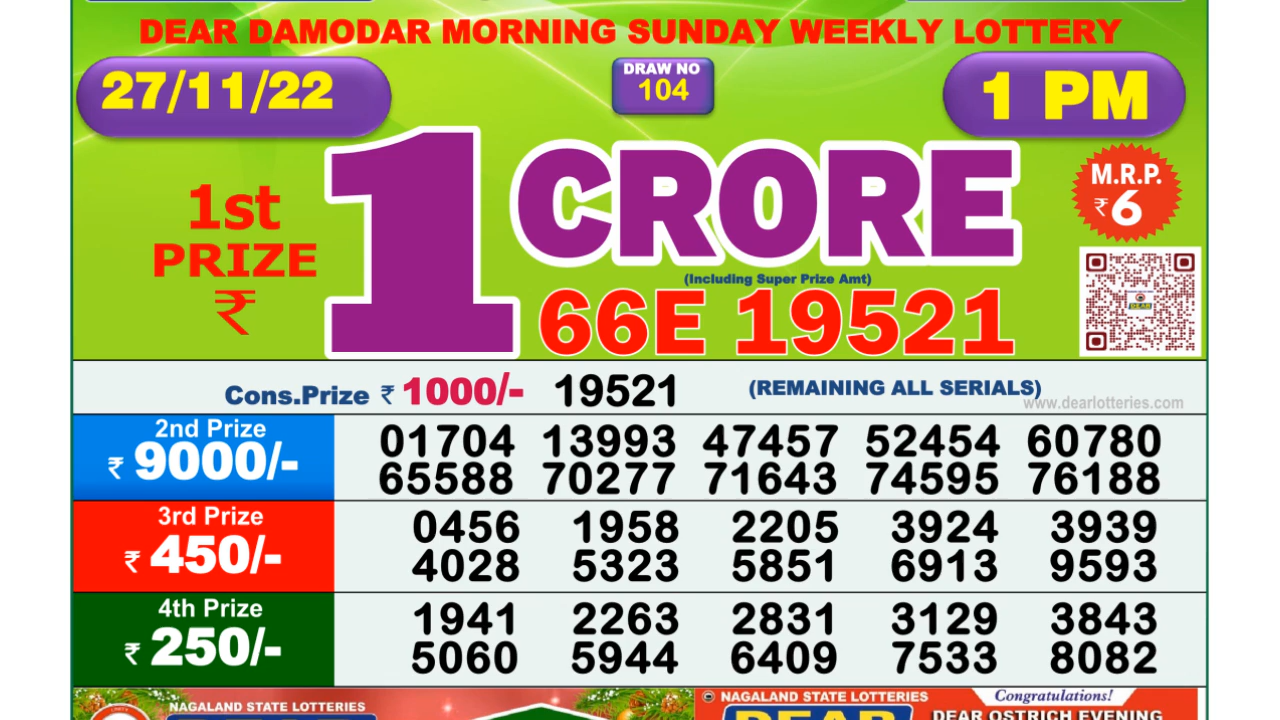 DEAR DAMODAR MORNING SUNDAY WEEKLY LOTTERY
27/11/22
DRAW NO
104
1 PM
1st
PRIZE
₹
1 CRORE
(Including Super Prize Amt)
66E 19521
M.R.P.
₹6
Cons.Prize ₹ 1000/- 19521 (REMAINING ALL SERIALS)
www.dearlotteries.com
2nd Prize
₹ 9000/-
01704 13993 47457 52454 60780
65588 70277 71643 74595 76188
3rd Prize
₹ 450/-
0456 1958 2205 3924 3939
4028 5323 5851 6913 9593
4th Prize
₹ 250/-
1941 2263 2831 3129 3843
5060 5944 6409 7533 8082
NAGALAND STATE LOTTERIES
NAGALAND STATE LOTTERIES
DEAR
Congratulations!
DEAR OSTRICH EVENING